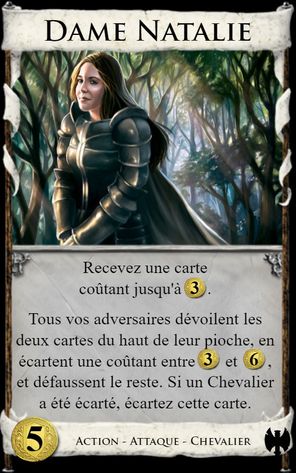 Dame Natalie
Recevez une carte
coûtant jusqu'à 3.
Tous vos adversaires dévoilent les
deux cartes du haut de leur pioche, en
écartent une coûtant entre 3 et 6,
et défaussent le reste. Si un Chevalier
a été écarté, écartez cette carte.
5
Action - Attaque - Chevalier